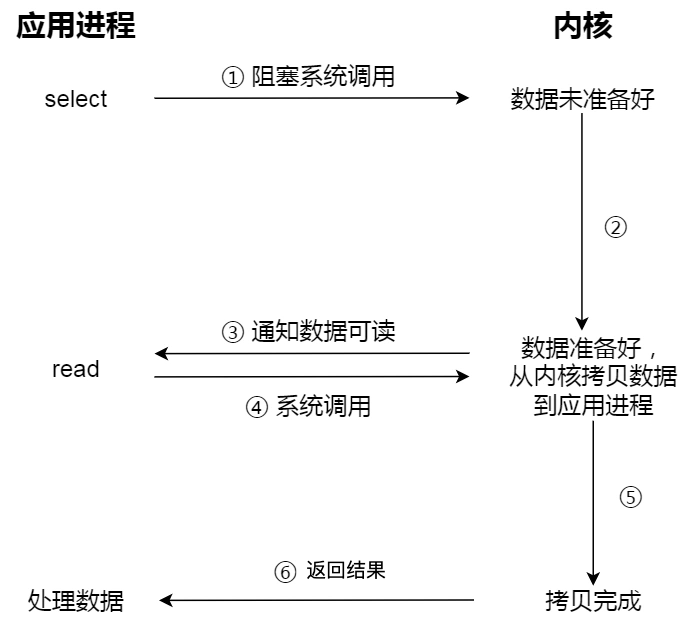 应用进程
内核
① 阻塞系统调用
select
数据未准备好
②
③ 通知数据可读
read
数据准备好，
从内核拷贝数据
到应用进程
④ 系统调用
⑤
⑥ 返回结果
处理数据
拷贝完成